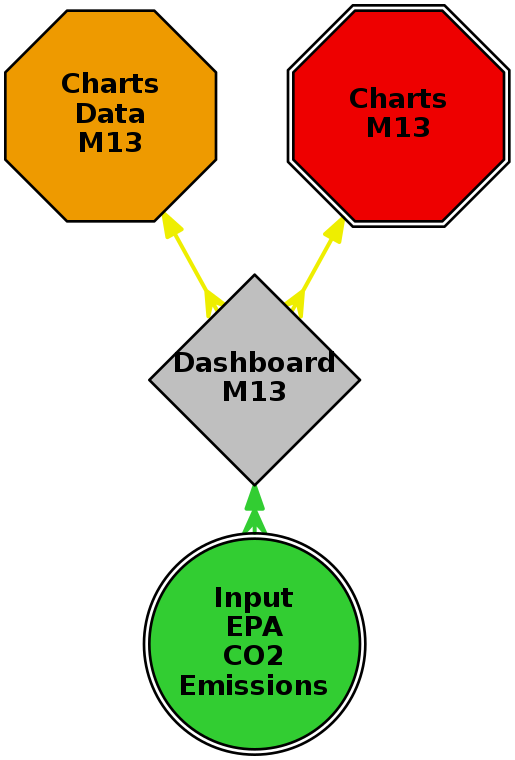 Charts
Data
M13
Charts
M13
Dashboard
M13
Input
EPA
CO2
Emissions